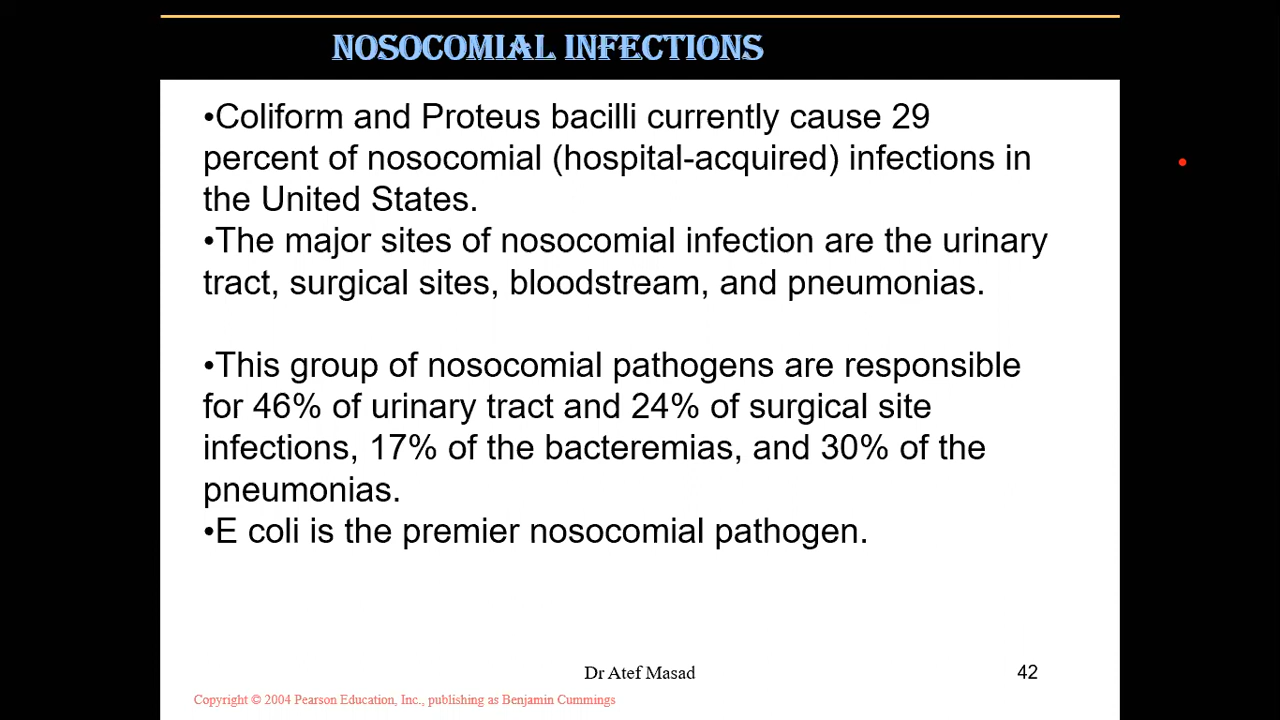 NOSOCOMIAL INFECTIONS
•Coliform and Proteus bacilli currently cause 29
percent of nosocomial (hospital-acquired) infections in
the United States.
•The major sites of nosocomial infection are the urinary
tract, surgical sites, bloodstream, and pneumonias.
•This group of nosocomial pathogens are responsible
for 46% of urinary tract and 24% of surgical site
infections, 17% of the bacteremias, and 30% of the
pneumonias.
•E coli is the premier nosocomial pathogen.
Dr Atef Masad
42
Copyright © 2004 Pearson Education, Inc., publishing as Benjamin Cummings